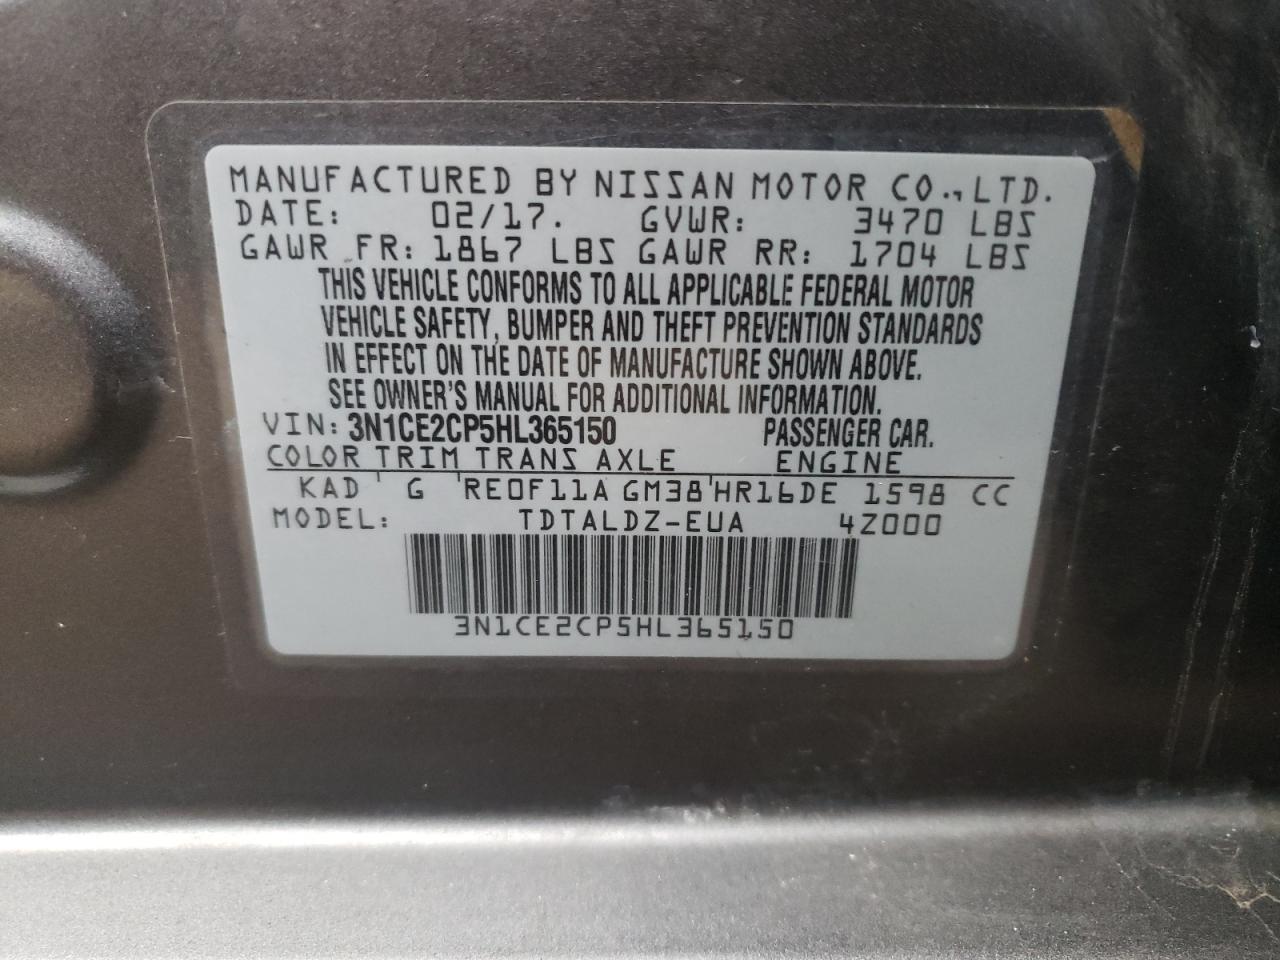 MANUFACTURED BY NISSAN MOTOR CO., LTD.
DATE: 02/17. GVWR: 3470 LBS
GAWR FR: 1867 LBS GAWR RR: 1704 LBS
THIS VEHICLE CONFORMS TO ALL APPLICABLE FEDERAL MOTOR
VEHICLE SAFETY, BUMPER AND THEFT PREVENTION STANDARDS
IN EFFECT ON THE DATE OF MANUFACTURE SHOWN ABOVE.
SEE OWNER'S MANUAL FOR ADDITIONAL INFORMATION.
VIN: 3N1CE2CP5HL365150 PASSENGER CAR.
COLOR TRIM TRANS AXLE ENGINE
KAD G RE0F11A GM38 HR16DE 1598 CC
MODEL: TDTALDZ-EUA 4Z000
3N1CE2CP5HL365150